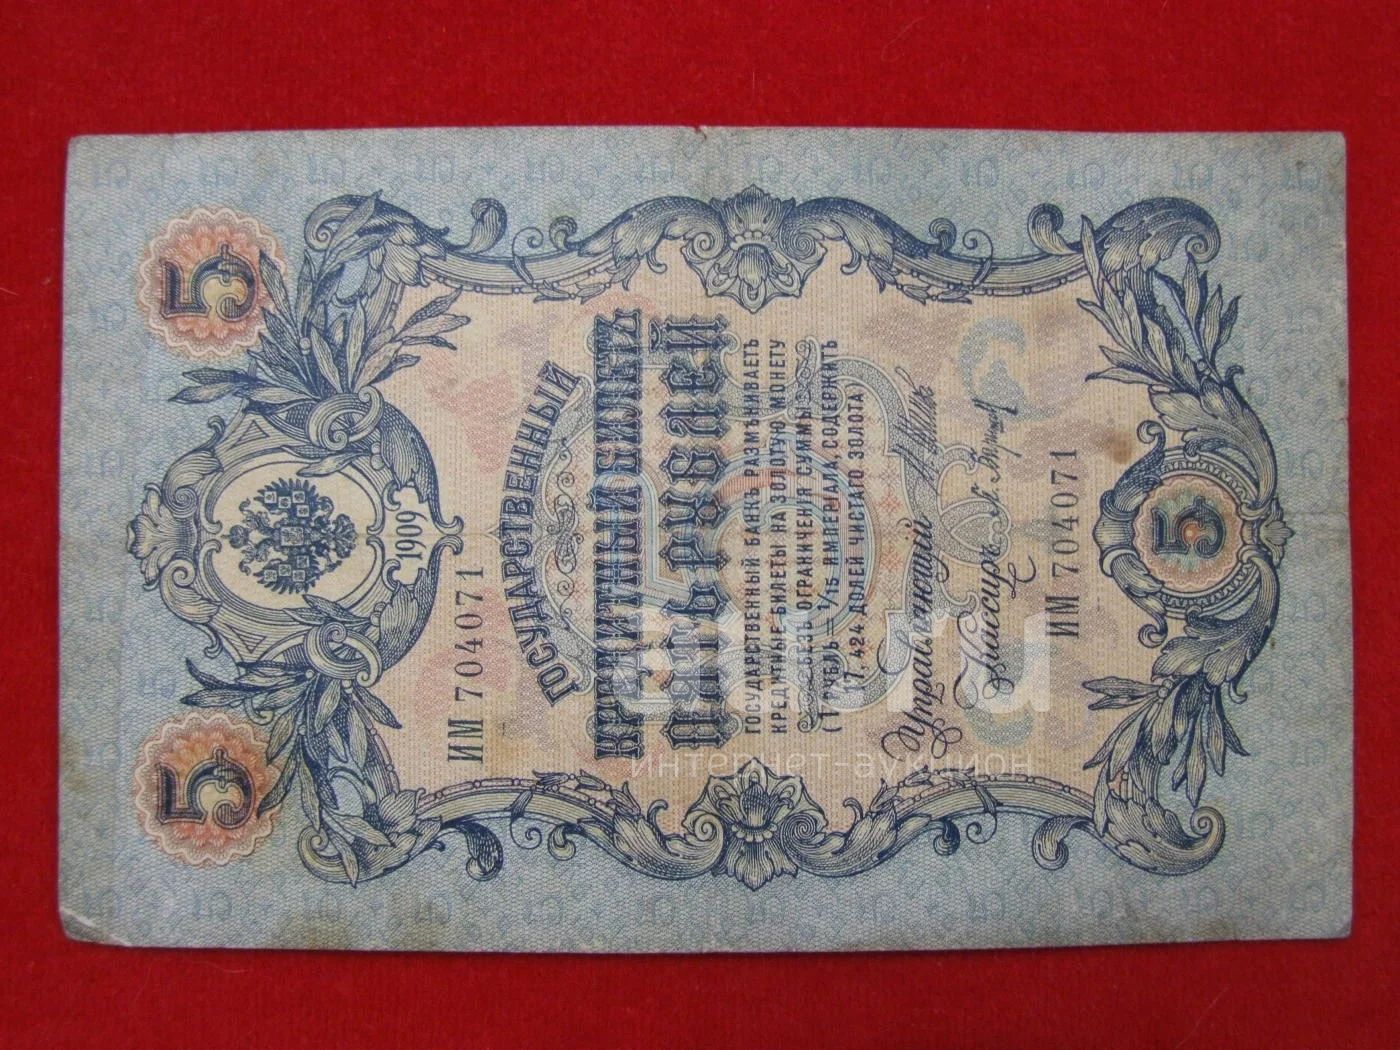 5 5
1909
ИМ 704071
ГОСУДАРСТВЕННЫЙ
КРЕДИТНЫЙ БИЛЕТЪ
ПЯТЬ РУБЛЕЙ
ГОСУДАРСТВЕННЫЙ БАНКЪ РАЗМѢНИВАЕТЪ
КРЕДИТНЫЕ БИЛЕТЫ НА ЗОЛОТУЮ МОНЕТУ
БЕЗЪ ОГРАНИЧЕНІЯ СУММЫ
(1 РУБЛЬ = 1/15 ИМПЕРІАЛА, СОДЕРЖИТЪ
17,424 ДОЛЕЙ ЧИСТАГО ЗОЛОТА)
Управляющій
Кассиръ
ИМ 704071
5
au.ru
интернет-аукцион